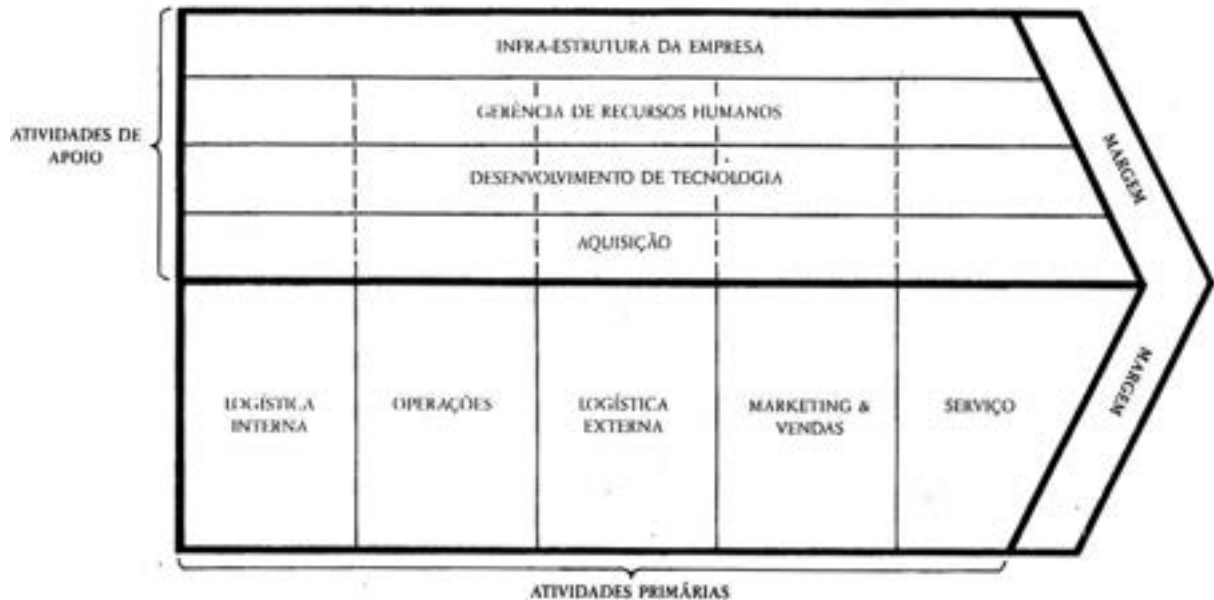 INFRA-ESTRUTURA DA EMPRESA
GERÊNCIA DE RECURSOS HUMANOS
ATIVIDADES DE
APOIO
DESENVOLVIMENTO DE TECNOLOGIA
AQUISIÇÃO
MARGEM
MARGEM
LOGÍSTICA
INTERNA
OPERAÇÕES
LOGÍSTICA
EXTERNA
MARKETING &
VENDAS
SERVIÇO
ATIVIDADES PRIMÁRIAS